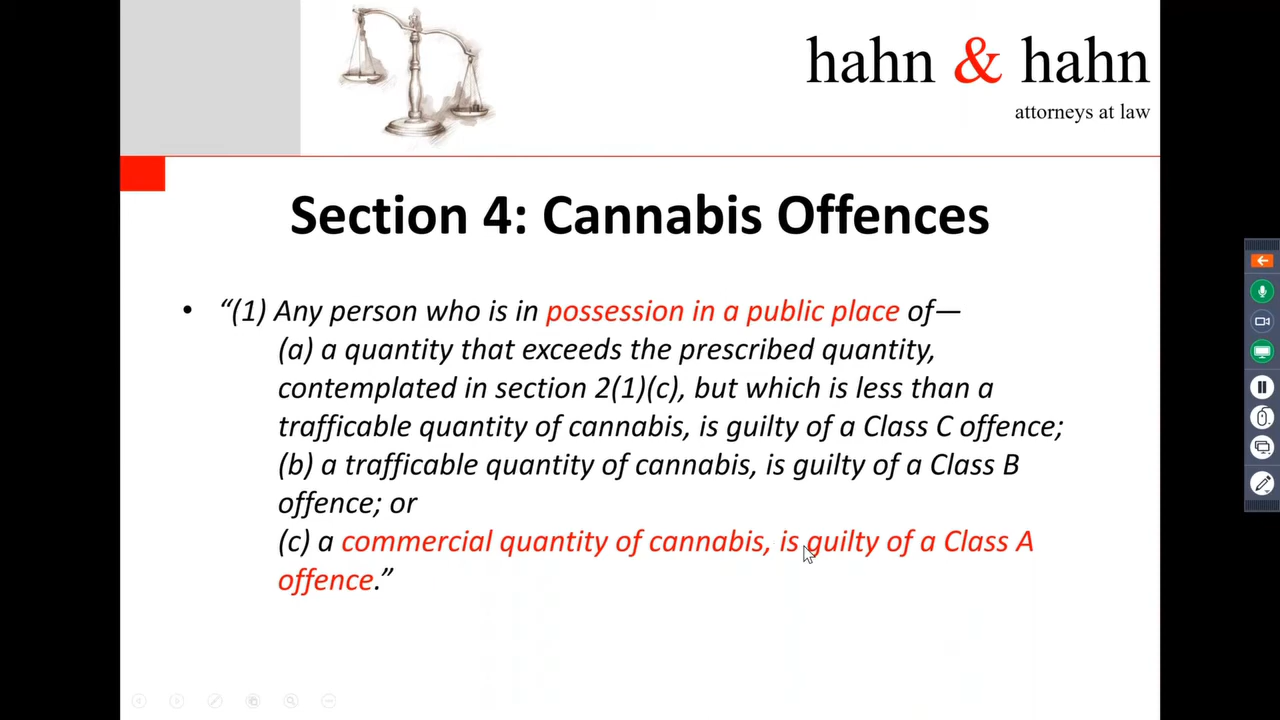 hahn & hahn
attorneys at law
Section 4: Cannabis Offences
• “(1) Any person who is in possession in a public place of—
(a) a quantity that exceeds the prescribed quantity,
contemplated in section 2(1)(c), but which is less than a
trafficable quantity of cannabis, is guilty of a Class C offence;
(b) a trafficable quantity of cannabis, is guilty of a Class B
offence; or
(c) a commercial quantity of cannabis, is guilty of a Class A
offence.”